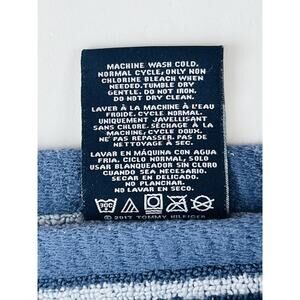 MACHINE WASH COLD.
NORMAL CYCLE, ONLY NON
CHLORINE BLEACH WHEN
NEEDED.TUMBLE DRY
GENTLE. DO NOT IRON.
DO NOT DRY CLEAN.
LAVER À LA MACHINE À L'EAU
FROIDE, CYCLE NORMAL.
UNIQUEMENT JAVELLISANT
SANS CHLORE. SÉCHAGE À LA
MACHINE, CYCLE DOUX.
NE PAS REPASSER. NE PAS
NETTOYER À SEC.
LAVAR EN MÁQUINA CON AGUA
FRIA. CICLO NORMAL, SOLO
USAR BLANQUEADOR SIN CLORO
CUANDO SEA NECESARIO.
SECAR EN DELICADO.
NO PLANCHAR.
NO LAVAR EN SECO.
30C
© 2017 TOMMY HILFIGER